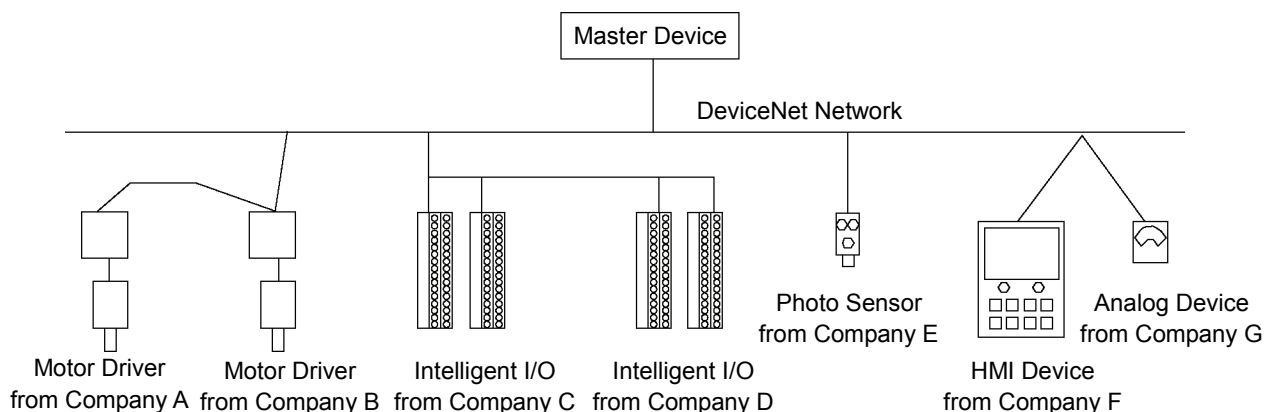 Master Device
DeviceNet Network
Motor Driver
from Company A
Motor Driver
from Company B
Intelligent I/O
from Company C
Intelligent I/O
from Company D
Photo Sensor
from Company E
HMI Device
from Company F
Analog Device
from Company G